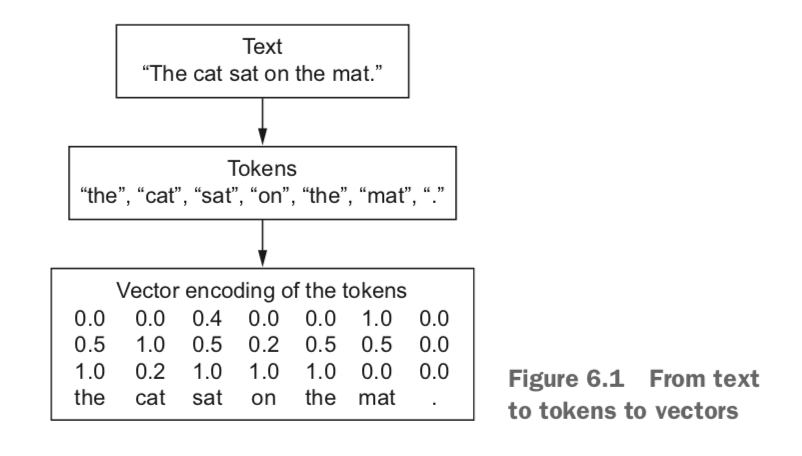 Text
“The cat sat on the mat.”
Tokens
“the”, “cat”, “sat”, “on”, “the”, “mat”, “.”
Vector encoding of the tokens
0.0 0.0 0.4 0.0 0.0 1.0 0.0
0.5 1.0 0.5 0.2 0.5 0.5 0.0
1.0 0.2 1.0 1.0 1.0 0.0 0.0
the cat sat on the mat .
Figure 6.1 From text
to tokens to vectors